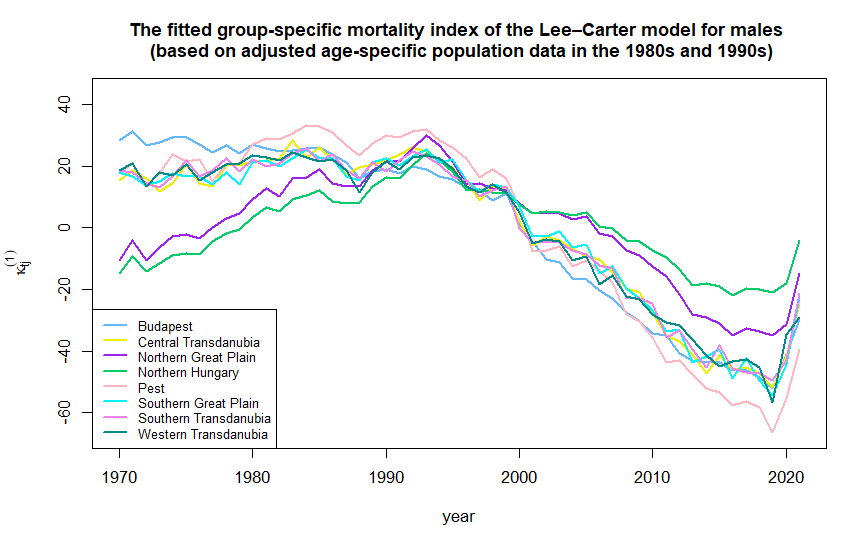 The fitted group-specific mortality index of the Lee–Carter model for males
(based on adjusted age-specific population data in the 1980s and 1990s)
40
20
0
-20
-40
-60
κ_tj^(1)
Budapest
Central Transdanubia
Northern Great Plain
Northern Hungary
Pest
Southern Great Plain
Southern Transdanubia
Western Transdanubia
1970 1980 1990 2000 2010 2020
year